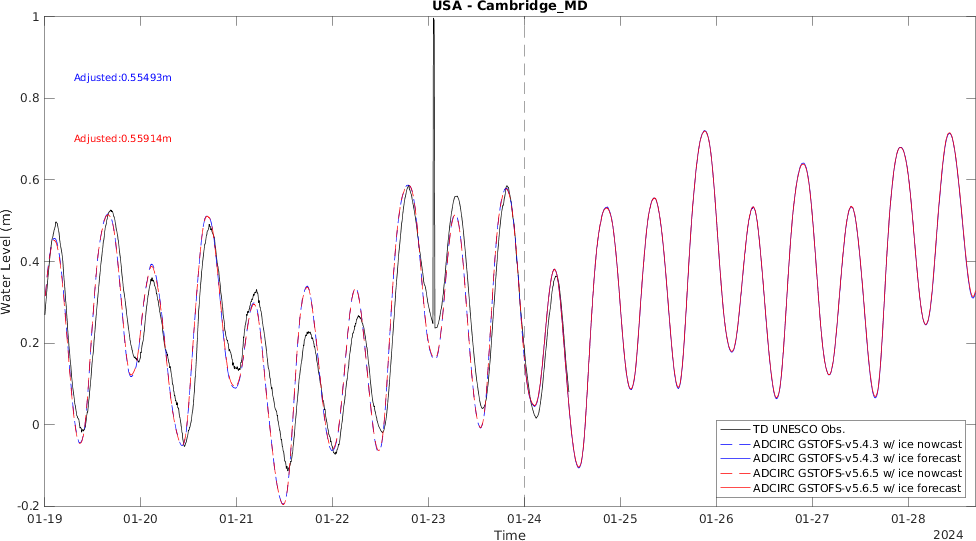 USA - Cambridge_MD
Water Level (m)
1
0.8
0.6
0.4
0.2
0
-0.2
Adjusted:0.55493m
Adjusted:0.55914m
TD UNESCO Obs.
ADCIRC GSTOFS-v5.4.3 w/ ice nowcast
ADCIRC GSTOFS-v5.4.3 w/ ice forecast
ADCIRC GSTOFS-v5.6.5 w/ ice nowcast
ADCIRC GSTOFS-v5.6.5 w/ ice forecast
01-19 01-20 01-21 01-22 01-23 01-24 01-25 01-26 01-27 01-28
Time
2024